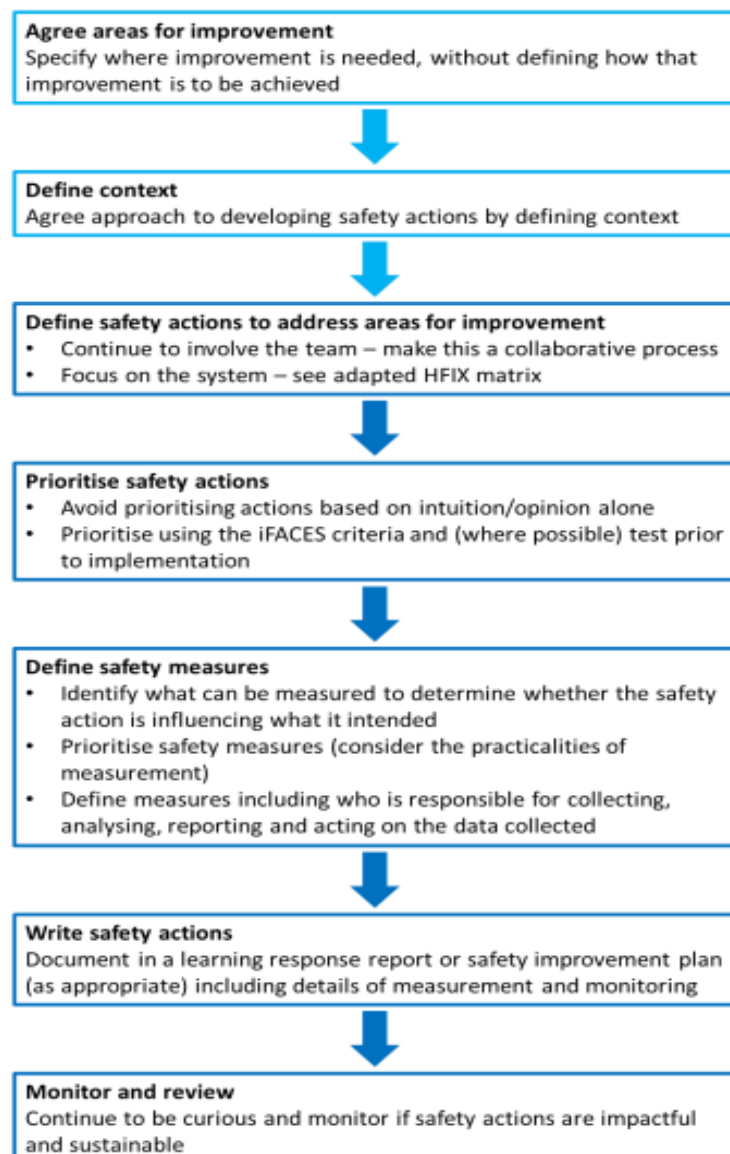 Agree areas for improvement
Specify where improvement is needed, without defining how that
improvement is to be achieved
Define context
Agree approach to developing safety actions by defining context
Define safety actions to address areas for improvement
• Continue to involve the team – make this a collaborative process
• Focus on the system – see adapted HFIX matrix
Prioritise safety actions
• Avoid prioritising actions based on intuition/opinion alone
• Prioritise using the iFACES criteria and (where possible) test prior
to implementation
Define safety measures
• Identify what can be measured to determine whether the safety
action is influencing what it intended
• Prioritise safety measures (consider the practicalities of
measurement)
• Define measures including who is responsible for collecting,
analysing, reporting and acting on the data collected
Write safety actions
Document in a learning response report or safety improvement plan
(as appropriate) including details of measurement and monitoring
Monitor and review
Continue to be curious and monitor if safety actions are impactful
and sustainable